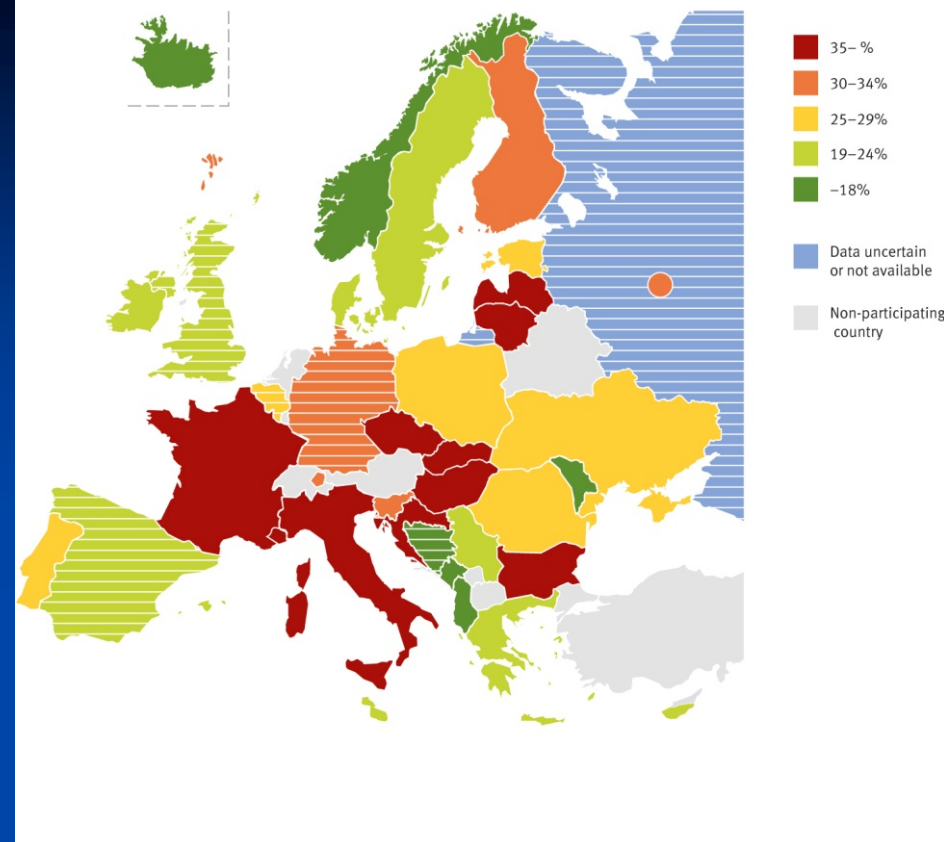 35– %
30–34%
25–29%
19–24%
–18%
Data uncertain
or not available
Non-participating
country